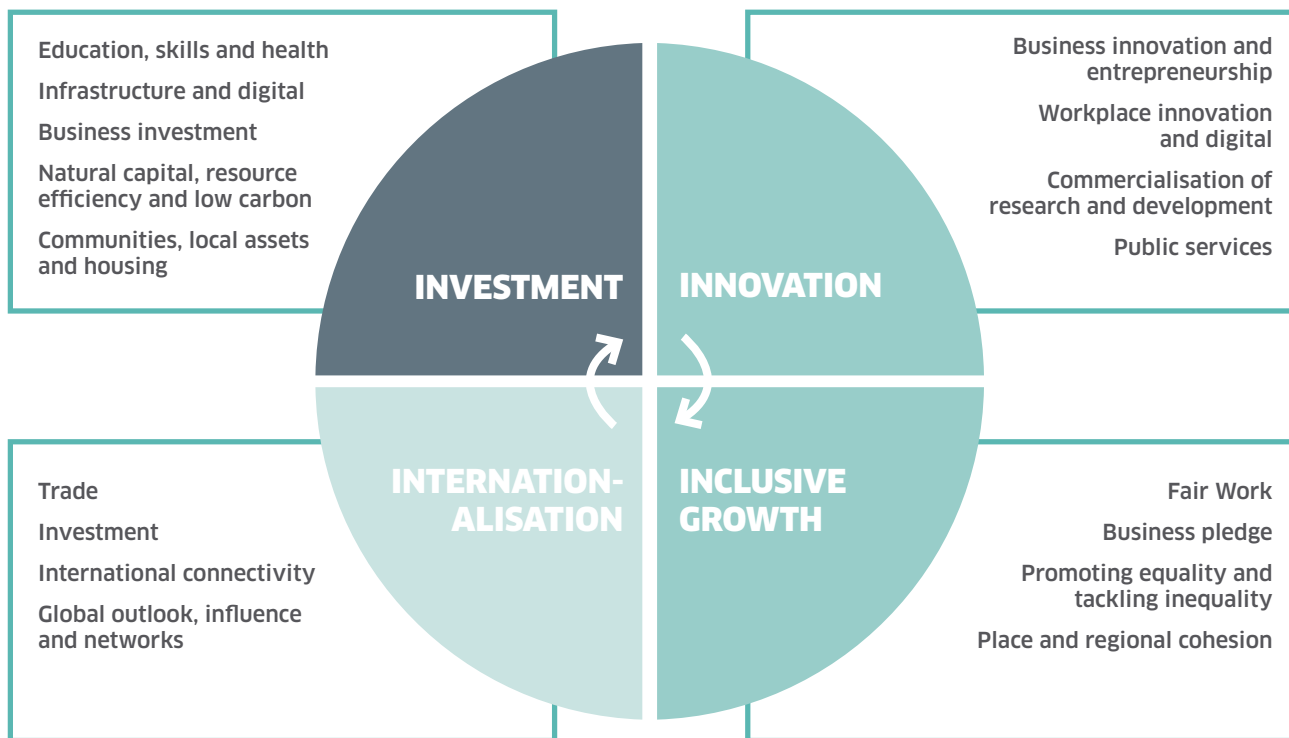 Education, skills and health
Infrastructure and digital
Business investment
Natural capital, resource
efficiency and low carbon
Communities, local assets
and housing
INVESTMENT
INNOVATION
Business innovation and
entrepreneurship
Workplace innovation
and digital
Commercialisation of
research and development
Public services
Trade
Investment
International connectivity
Global outlook, influence
and networks
INTERNATION-
ALISATION
INCLUSIVE
GROWTH
Fair Work
Business pledge
Promoting equality and
tackling inequality
Place and regional cohesion